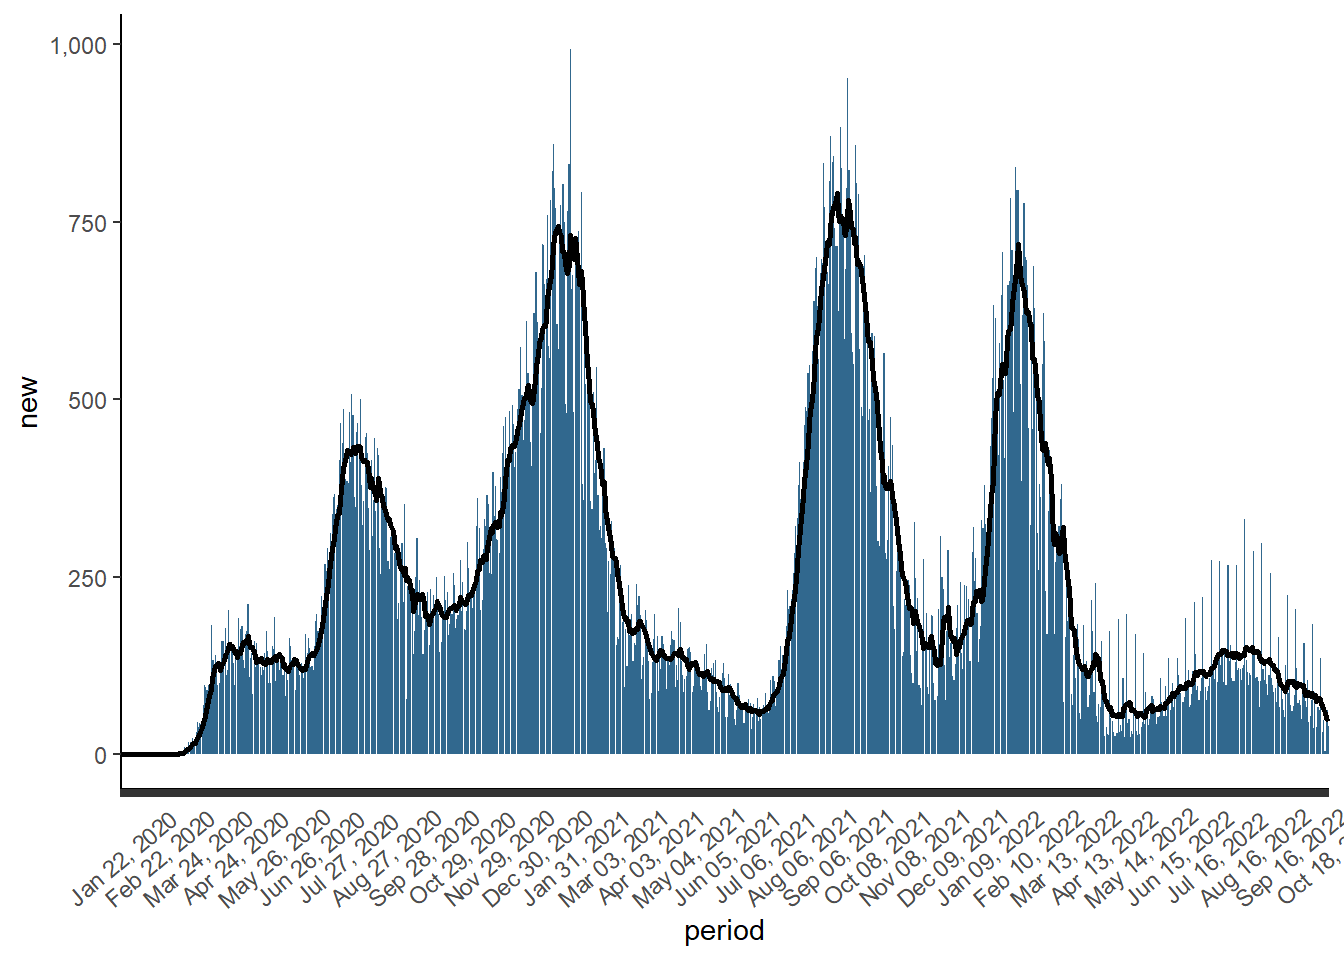 1,000
750
500
250
0
new
Jan 22, 2020
Feb 22, 2020
Mar 24, 2020
Apr 24, 2020
May 26, 2020
Jun 26, 2020
Jul 27, 2020
Aug 27, 2020
Sep 28, 2020
Oct 29, 2020
Nov 29, 2020
Dec 30, 2020
Jan 31, 2021
Mar 03, 2021
Apr 03, 2021
May 04, 2021
Jun 05, 2021
Jul 06, 2021
Aug 06, 2021
Sep 06, 2021
Oct 08, 2021
Nov 08, 2021
Dec 09, 2021
Jan 09, 2022
Feb 10, 2022
Mar 13, 2022
Apr 13, 2022
May 14, 2022
Jun 15, 2022
Jul 16, 2022
Aug 16, 2022
Sep 16, 2022
Oct 18, 2
period